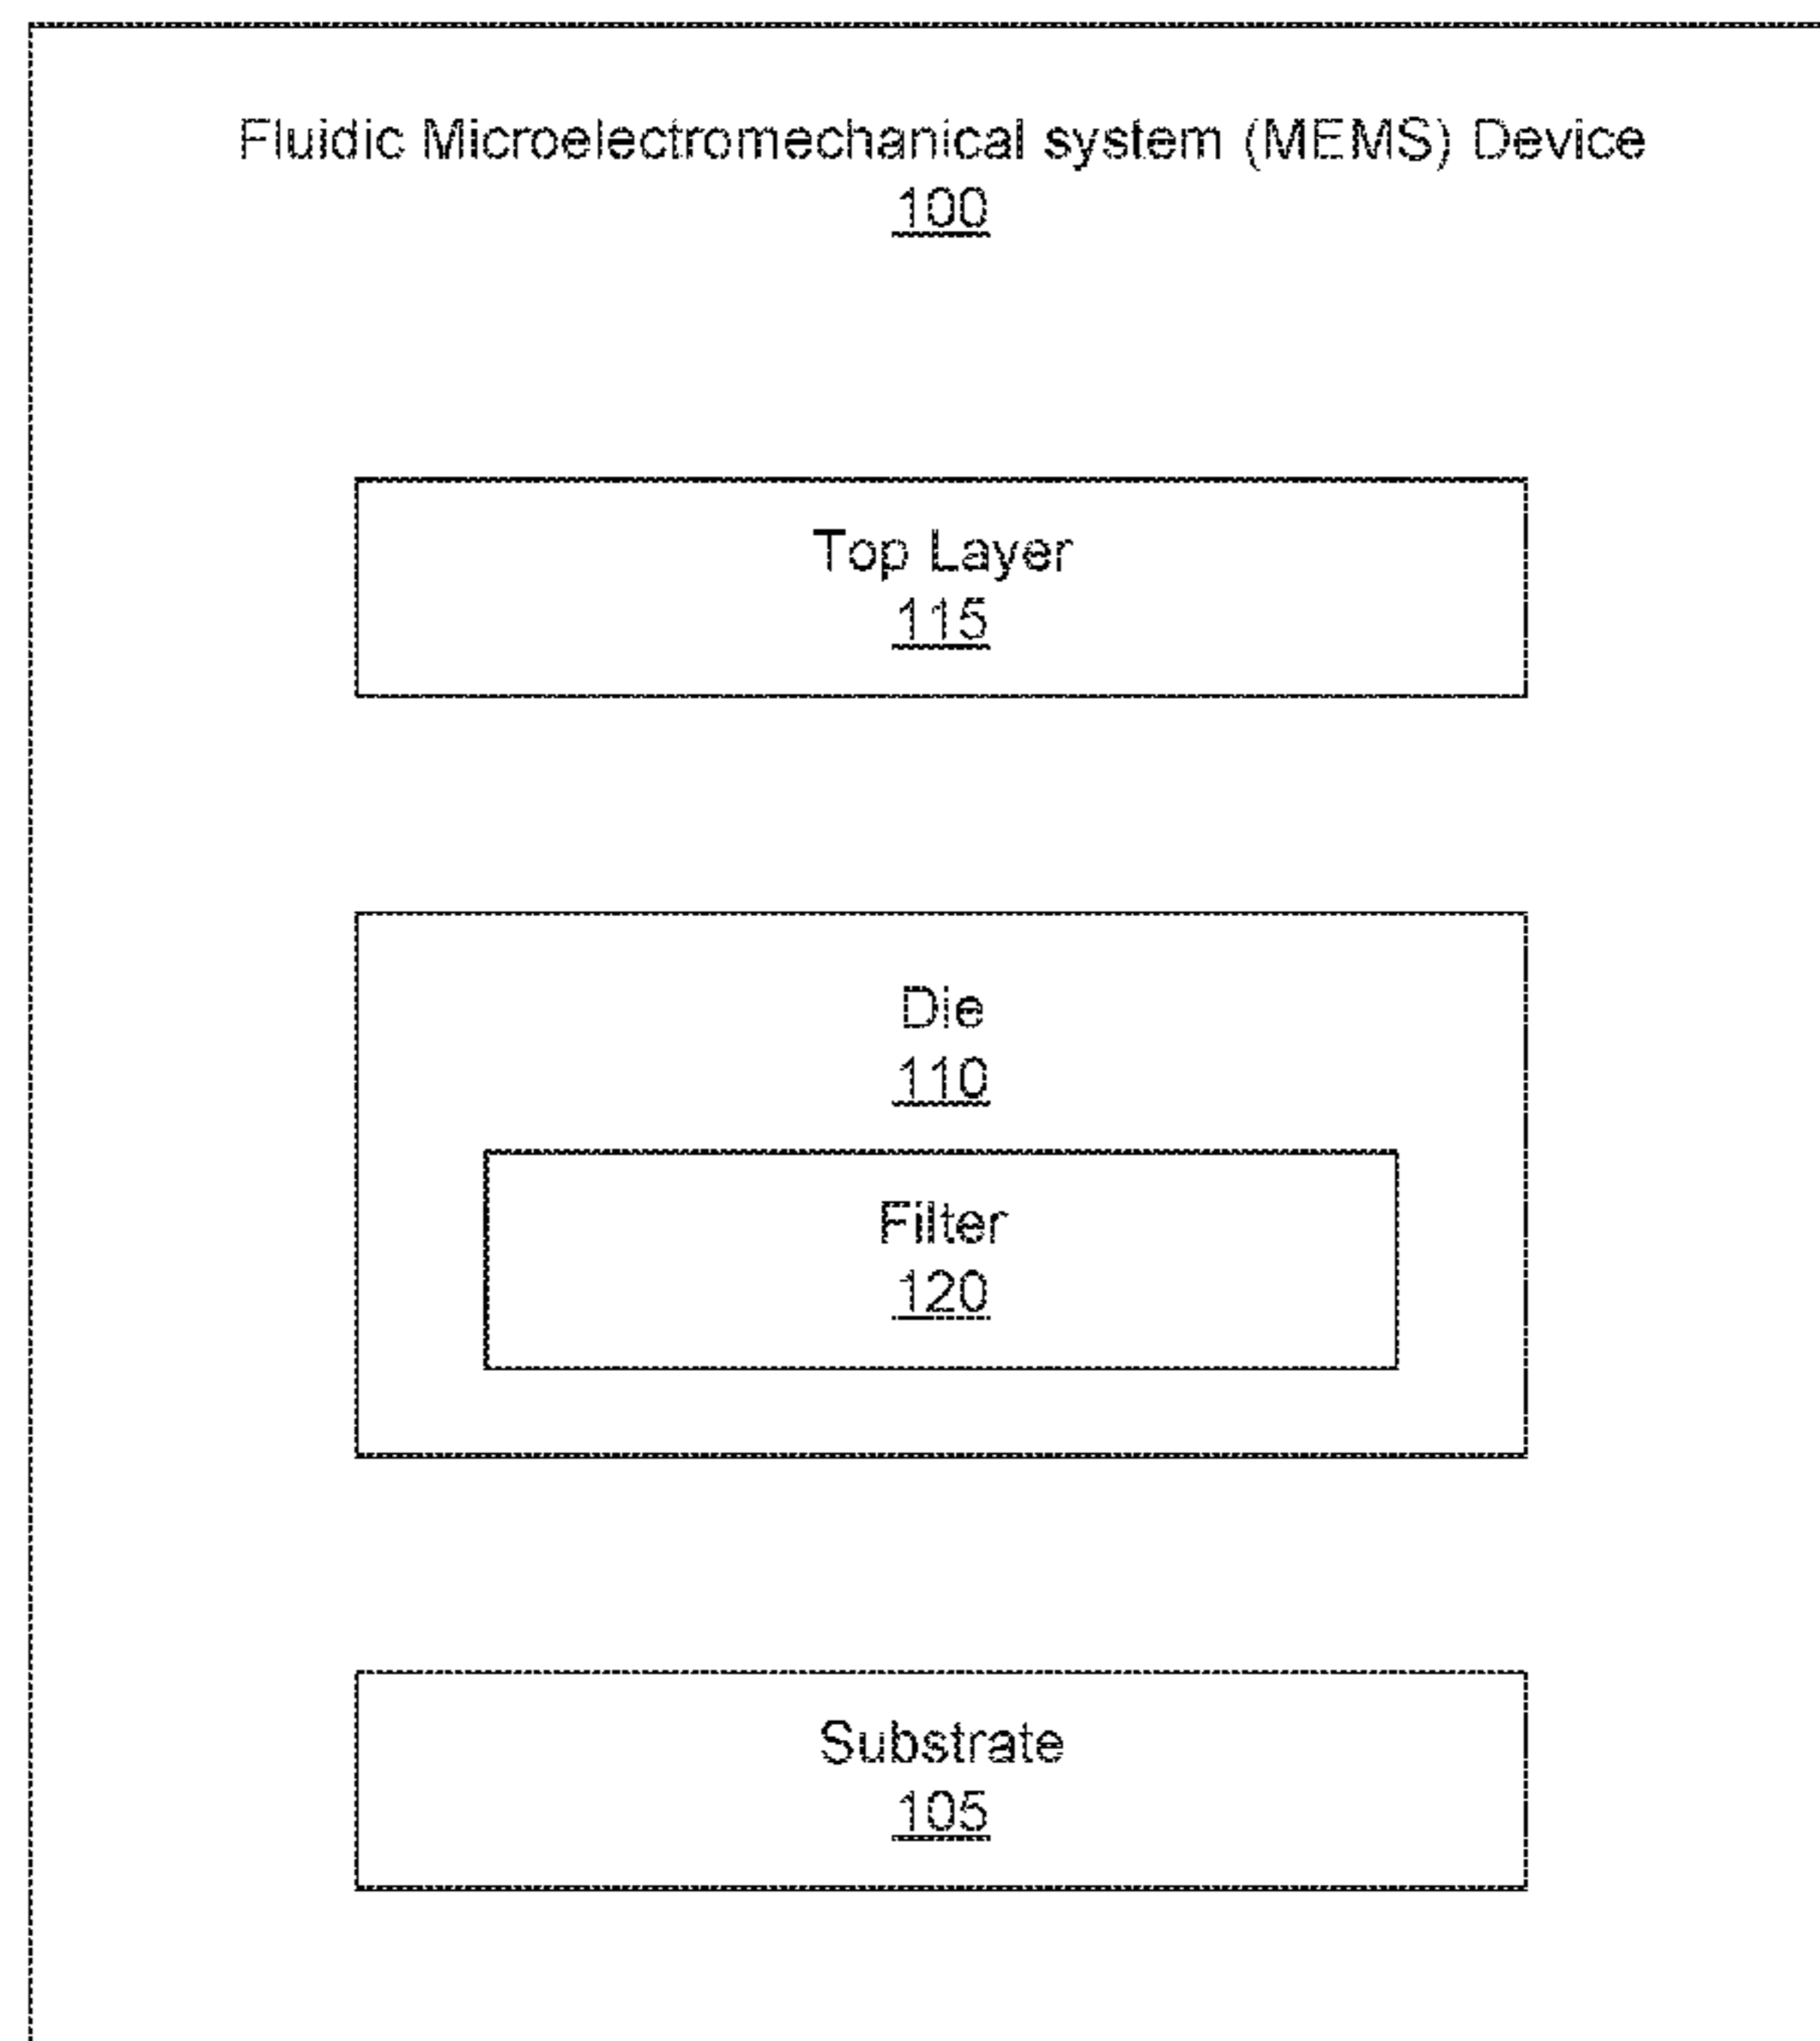 Fluidic Microelectromechanical system (MEMS) Device
100
Top Layer
115
Die
110
Filter
120
Substrate
105